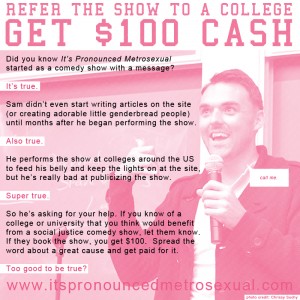 REFER THE SHOW TO A COLLEGE
GET $100 CASH
Did you know It's Pronounced Metrosexual
started as a comedy show with a message?
It's true.
Sam didn't even start writing articles on the site
(or creating adorable little genderbread people)
until months after he began performing the show.
Also true.
He performs the show at colleges around the US
to feed his belly and keep the lights on at the site,
but he's really bad at publicizing the show.
call me
Super true.
So he's asking for your help. If you know of a
college or university that you think would benefit
from a social justice comedy show, let them know.
If they book the show, you get $100. Spread the
word about a great cause and get paid for it.
Too good to be true?
www.itspronouncedmetrosexual.com